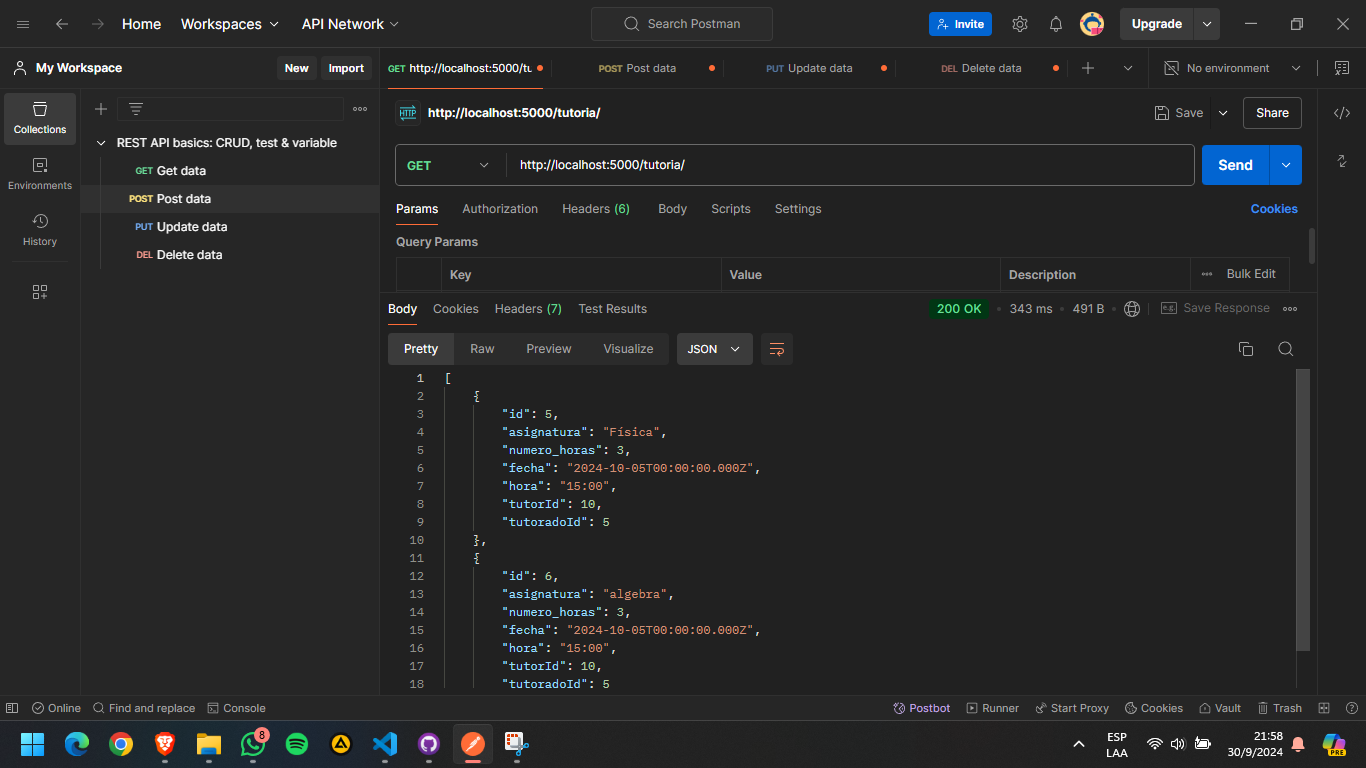 Home Workspaces API Network Search Postman Invite Upgrade
My Workspace New Import GET http://localhost:5000/tu POST Post data PUT Update data DEL Delete data No environment
Collections
Environments
History
REST API basics: CRUD, test & variable
GET Get data
POST Post data
PUT Update data
DEL Delete data
HTTP http://localhost:5000/tutoria/ Save Share
GET http://localhost:5000/tutoria/ Send
Params Authorization Headers (6) Body Scripts Settings Cookies
Query Params
Key Value Description Bulk Edit
Body Cookies Headers (7) Test Results 200 OK 343 ms 491 B e.g. Save Response
Pretty Raw Preview Visualize JSON
1 [
2 {
3 "id": 5,
4 "asignatura": "Física",
5 "numero_horas": 3,
6 "fecha": "2024-10-05T00:00:00.000Z",
7 "hora": "15:00",
8 "tutorId": 10,
9 "tutoradoId": 5
10 },
11 {
12 "id": 6,
13 "asignatura": "algebra",
14 "numero_horas": 3,
15 "fecha": "2024-10-05T00:00:00.000Z",
16 "hora": "15:00",
17 "tutorId": 10,
18 "tutoradoId": 5
Online Find and replace Console Postbot Runner Start Proxy Cookies Vault Trash
8 ESP 21:58
LAA 30/9/2024 PRE